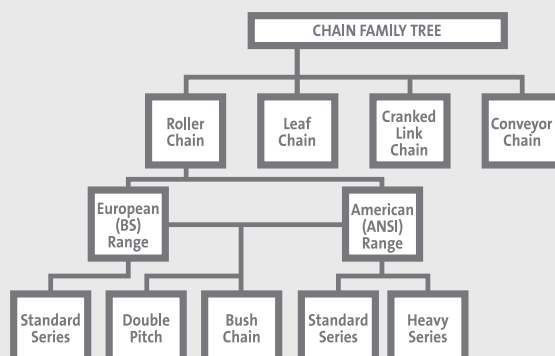 CHAIN FAMILY TREE
Roller
Chain
Leaf
Chain
Cranked
Link
Chain
Conveyor
Chain
European
(BS)
Range
American
(ANSI)
Range
Standard
Series
Double
Pitch
Bush
Chain
Standard
Series
Heavy
Series